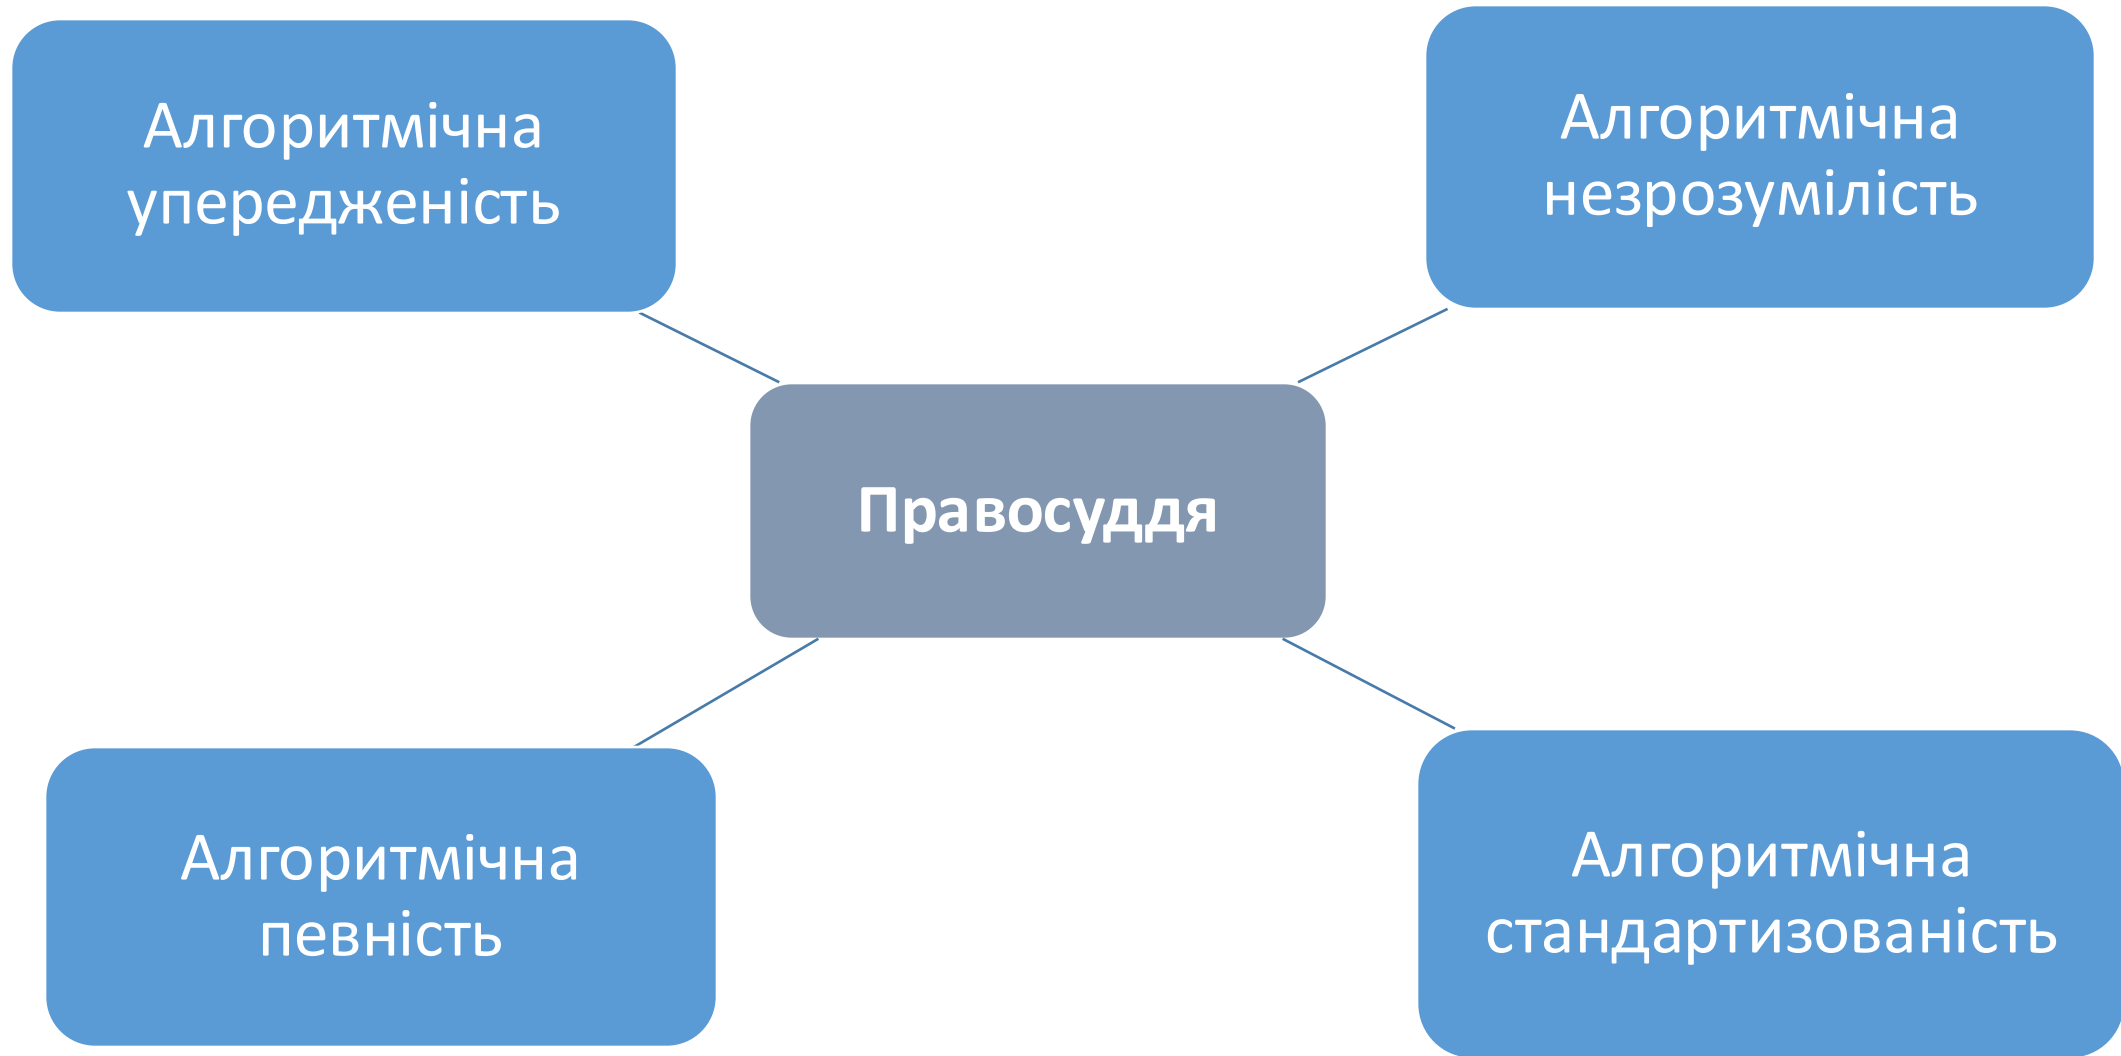 Алгоритмічна
упередженість
Алгоритмічна
незрозумілість
Правосуддя
Алгоритмічна
певність
Алгоритмічна
стандартизованість